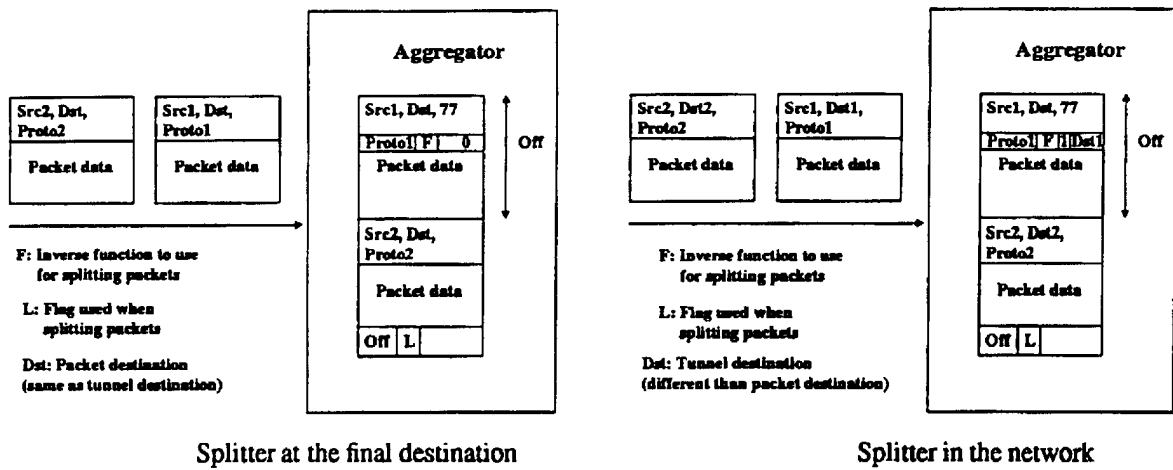 Aggregator
Src2, Dst,
Proto2
Packet data
Src1, Dst,
Proto1
Packet data
Src1, Dst, 77
Proto1 F 0
Packet data
Off
Src2, Dst,
Proto2
Packet data
Off L
F: Inverse function to use
for splitting packets
L: Flag used when
splitting packets
Dst: Packet destination
(same as tunnel destination)
Splitter at the final destination
Aggregator
Src2, Dst2,
Proto2
Packet data
Src1, Dst1,
Proto1
Packet data
Src1, Dst, 77
Proto1 F 1 Dst1
Packet data
Off
Src2, Dst2,
Proto2
Packet data
Off L
F: Inverse function to use
for splitting packets
L: Flag used when
splitting packets
Dst: Tunnel destination
(different than packet destination)
Splitter in the network